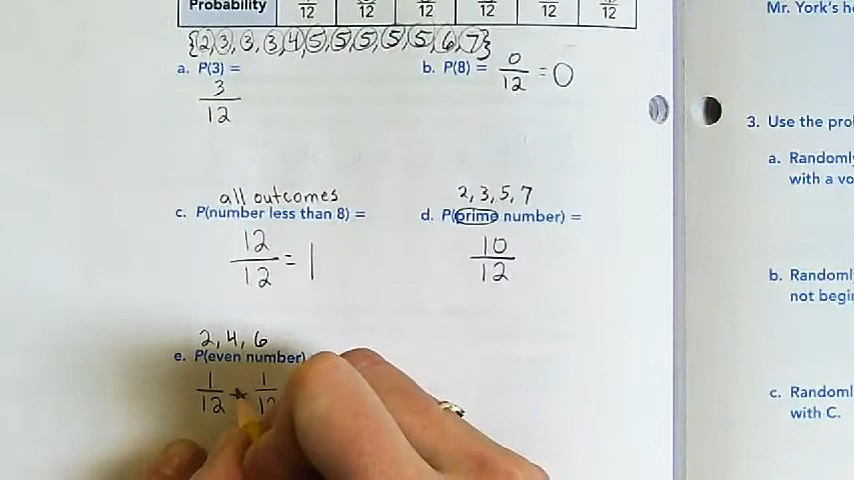 Probability 12 12 12 12 12 12
{2,3,3,3,4,5,5,5,5,5,6,7}
a. P(3) =
3
12
b. P(8) = 0/12 = 0
all outcomes
c. P(number less than 8) =
12/12 = 1
2, 3, 5, 7
d. P(prime number) =
10
12
2, 4, 6
e. P(even number)
1/12 + 1/12
Mr. York's
3. Use the
a. Randoml
with a vo
b. Randoml
not begin
c. Randoml
with C.